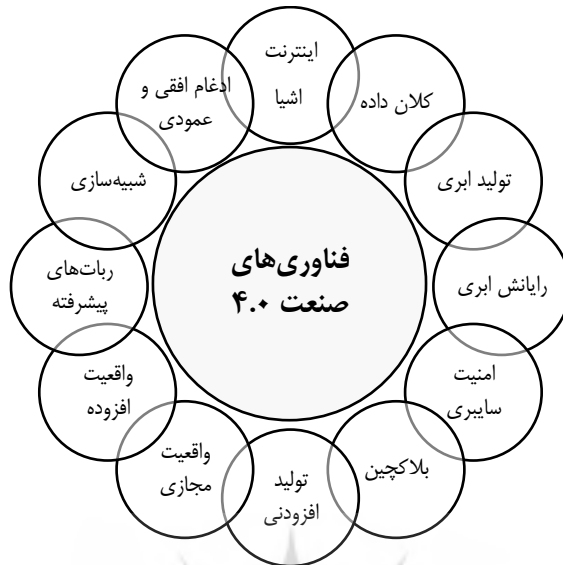 فناوری‌های
صنعت ۴.۰
اینترنت
اشیا
کلان داده
تولید ابری
رایانش ابری
امنیت
سایبری
بلاکچین
تولید
افزودنی
واقعیت
مجازی
واقعیت
افزوده
ربات‌های
پیشرفته
شبیه‌سازی
ادغام افقی و
عمودی